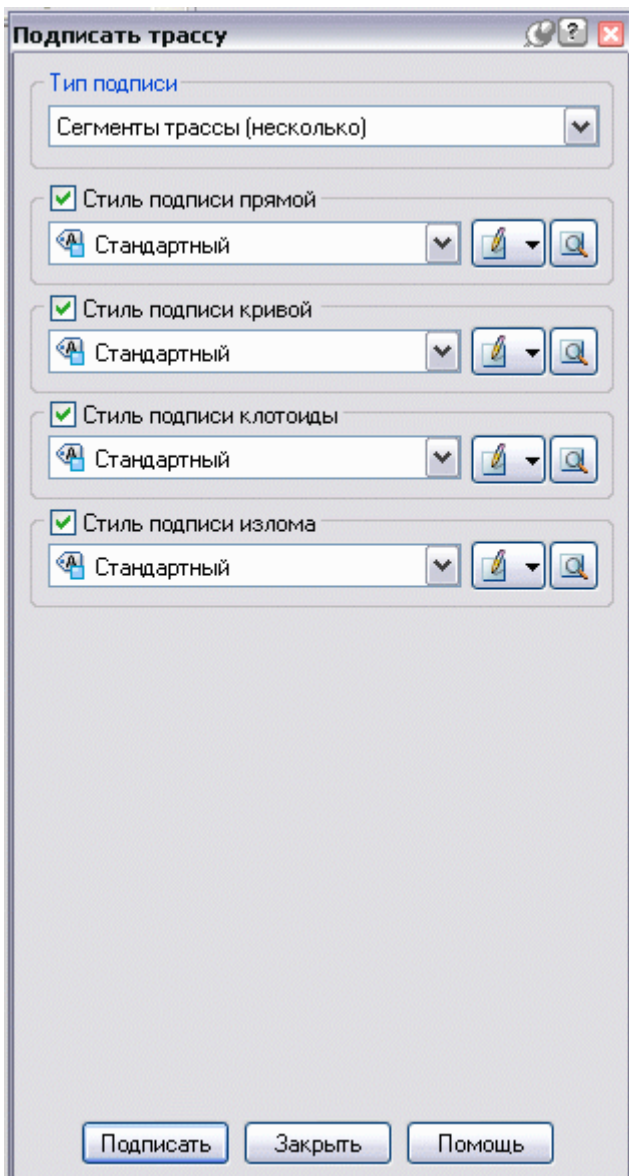 Подписать трассу
Тип подписи
Сегменты трассы (несколько)
Стиль подписи прямой
Стандартный
Стиль подписи кривой
Стандартный
Стиль подписи клотоиды
Стандартный
Стиль подписи излома
Стандартный
Подписать Закрыть Помощь